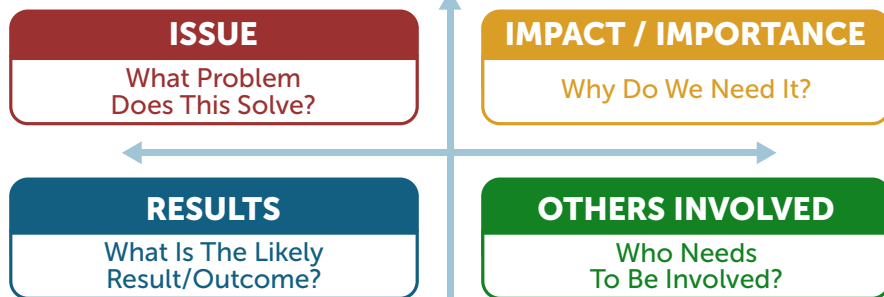 ISSUE
What Problem
Does This Solve?
IMPACT / IMPORTANCE
Why Do We Need It?
RESULTS
What Is The Likely
Result/Outcome?
OTHERS INVOLVED
Who Needs
To Be Involved?